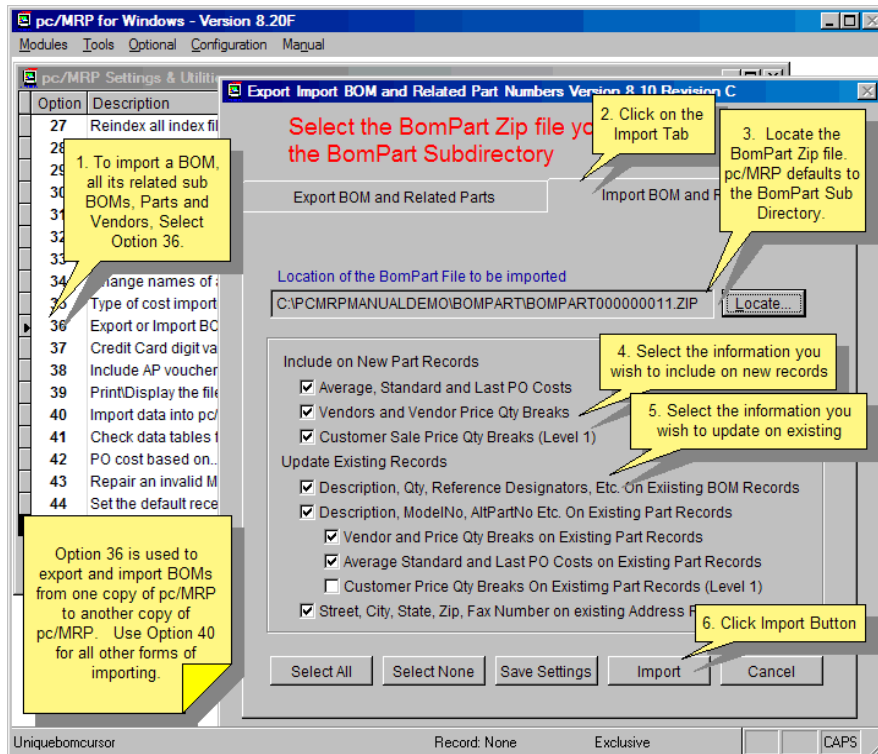 pc/MRP for Windows - Version 8.20F
Modules Tools Optional Configuration Manual
pc/MRP Settings & Utilitie
Option Description
27 Reindex all index fil
28
29
30
31
32
33
34 Change names of
35 Type of cost import
36 Export or Import BO
37 Credit Card digit va
38 Include AP voucher
39 Print\Display the file
40 Import data into pc/
41 Check data tables f
42 PO cost based on..
43 Repair an invalid M
44 Set the default rece
1. To import a BOM,
all its related sub
BOMs, Parts and
Vendors, Select
Option 36.
Option 36 is used to
export and import BOMs
from one copy of pc/MRP
to another copy of
pc/MRP. Use Option 40
for all other forms of
importing.
Export Import BOM and Related Part Numbers Version 8.10 Revision C
Select the BomPart Zip file yo
the BomPart Subdirectory
2. Click on the
Import Tab
3. Locate the
BomPart Zip file.
pc/MRP defaults to
the BomPart Sub
Directory.
Export BOM and Related Parts
Import BOM and R
Location of the BomPart File to be imported
C:\PCMRPMANUALDEMO\BOMPART\BOMPART000000011.ZIP
Locate...
Include on New Part Records
Average, Standard and Last PO Costs
Vendors and Vendor Price Qty Breaks
Customer Sale Price Qty Breaks (Level 1)
4. Select the information you
wish to include on new records
5. Select the information you
wish to update on existing
Update Existing Records
Description, Qty, Reference Designators, Etc. On Exiisting BOM Records
Description, ModelNo, AltPartNo Etc. On Existing Part Records
Vendor and Price Qty Breaks on Existing Part Records
Average Standard and Last PO Costs on Existing Part Records
Customer Price Qty Breaks On Existimg Part Records (Level 1)
Street, City, State, Zip, Fax Number on existing Address
6. Click Import Button
Select All Select None Save Settings Import Cancel
Uniquebomcursor Record: None Exclusive CAPS